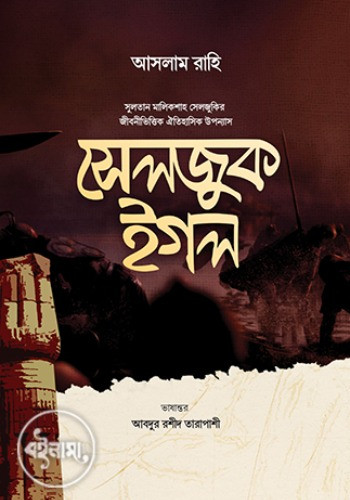 আসলাম রাহি
সুলতান মালিকশাহ সেলজুকির
জীবনীভিত্তিক ঐতিহাসিক উপন্যাস
সেলজুক
ইগল
ভাষান্তর
আবদুর রশীদ তারাপাশী
বইনামা